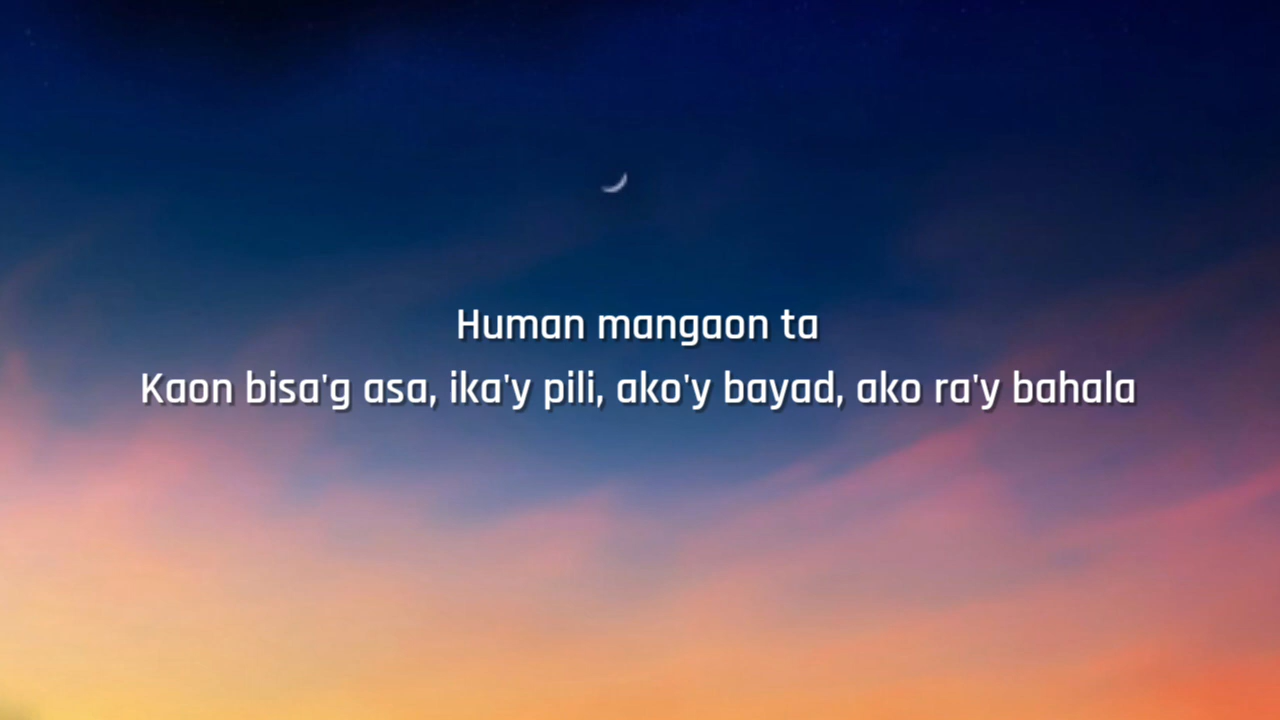 Human mangaon ta
Kaon bisa'g asa, ika'y pili, ako'y bayad, ako ra'y bahala